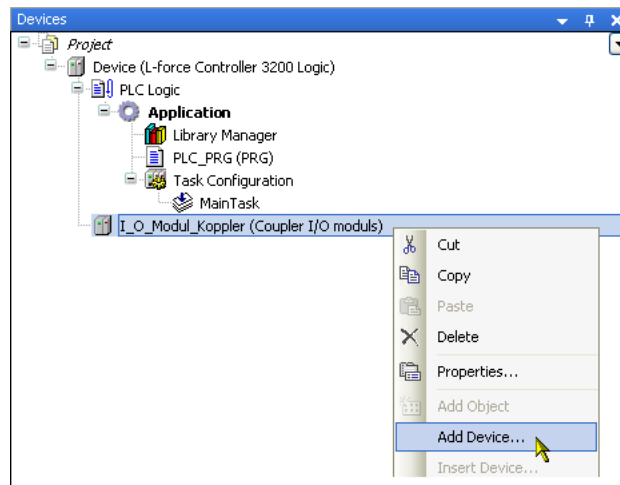 Devices
Project
Device (L-force Controller 3200 Logic)
PLC Logic
Application
Library Manager
PLC_PRG (PRG)
Task Configuration
MainTask
I_O_Modul_Koppler (Coupler I/O moduls)
Cut
Copy
Paste
Delete
Properties...
Add Object
Add Device...
Insert Device...